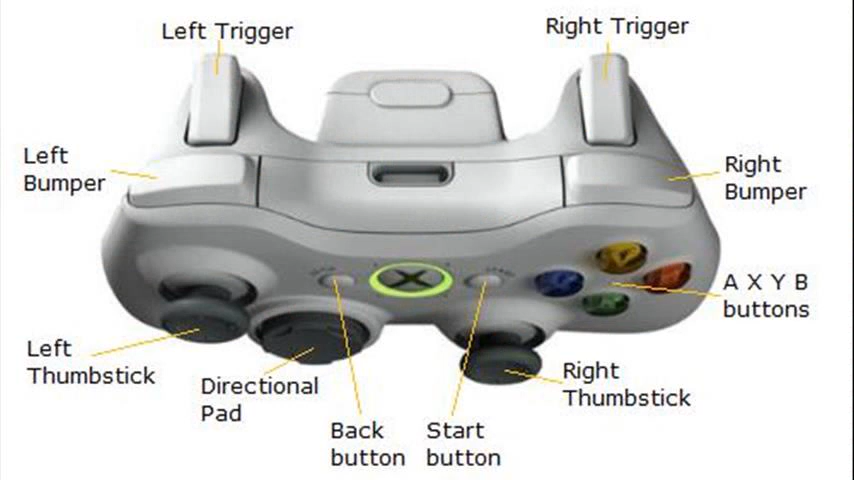 Left Trigger
Right Trigger
Left
Bumper
Right
Bumper
A X Y B
buttons
Left
Thumbstick
Directional
Pad
Right
Thumbstick
Back
button
Start
button